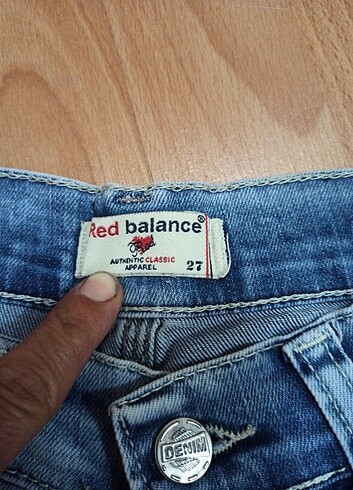 Red balance®
AUTHENTIC CLASSIC
APPAREL
27
DENIM